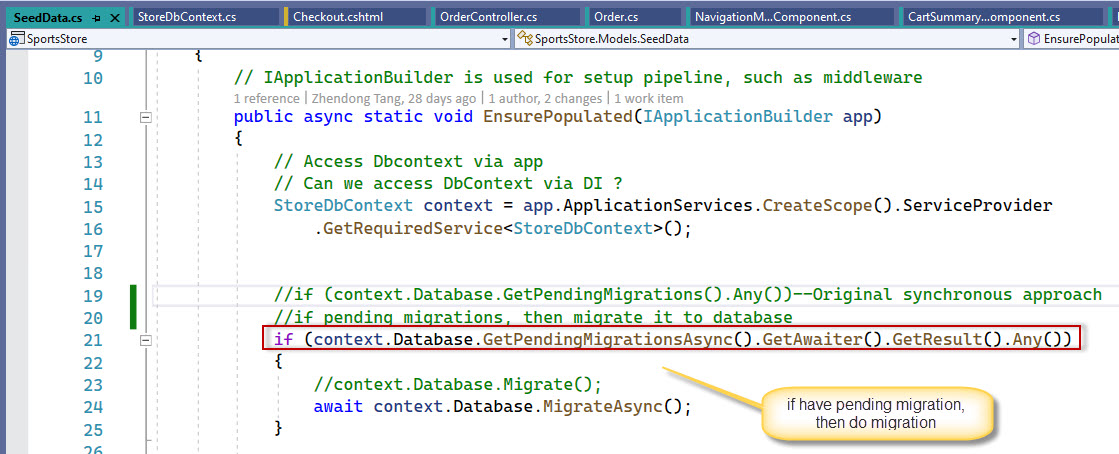 SeedData.cs StoreDbContext.cs Checkout.cshtml OrderController.cs Order.cs NavigationM...Component.cs CartSummary...omponent.cs
SportsStore SportsStore.Models.SeedData EnsurePopulat
9 {
10 // IApplicationBuilder is used for setup pipeline, such as middleware
1 reference | Zhendong Tang, 28 days ago | 1 author, 2 changes | 1 work item
11 public async static void EnsurePopulated(IApplicationBuilder app)
12 {
13 // Access Dbcontext via app
14 // Can we access DbContext via DI ?
15 StoreDbContext context = app.ApplicationServices.CreateScope().ServiceProvider
16 .GetRequiredService<StoreDbContext>();
17
18
19 //if (context.Database.GetPendingMigrations().Any())--Original synchronous approach
20 //if pending migrations, then migrate it to database
21 if (context.Database.GetPendingMigrationsAsync().GetAwaiter().GetResult().Any())
22 {
23 //context.Database.Migrate();
24 await context.Database.MigrateAsync();
25 }
26
if have pending migration,
then do migration